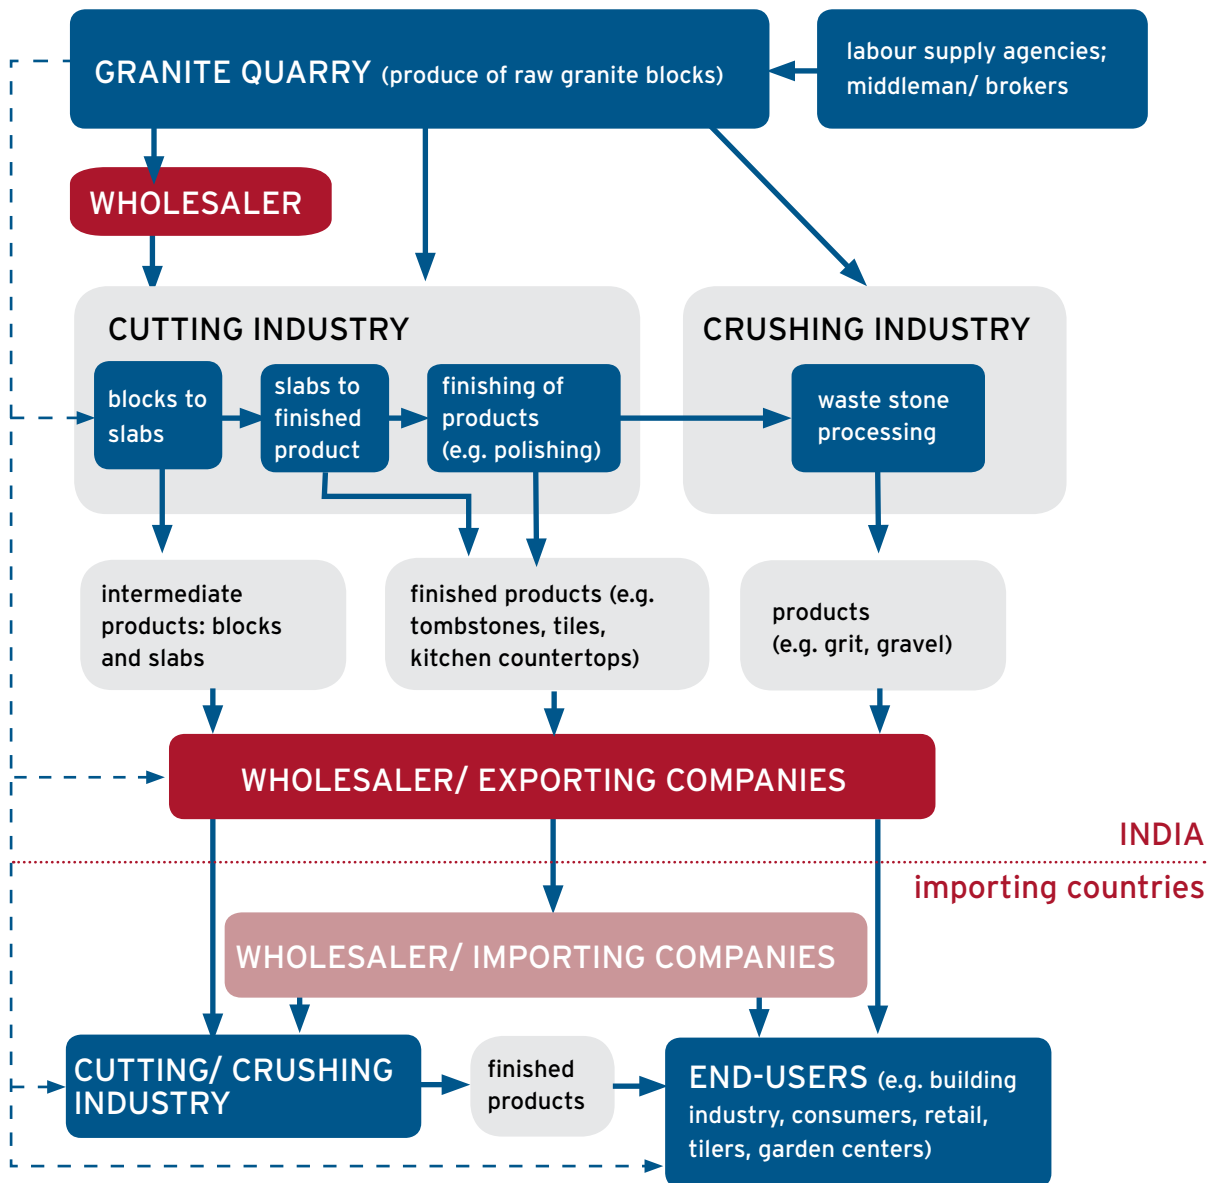 GRANITE QUARRY (produce of raw granite blocks)
labour supply agencies;
middleman/ brokers
WHOLESALER
CUTTING INDUSTRY
blocks to
slabs
slabs to
finished
product
finishing of
products
(e.g. polishing)
CRUSHING INDUSTRY
waste stone
processing
intermediate
products: blocks
and slabs
finished products (e.g.
tombstones, tiles,
kitchen countertops)
products
(e.g. grit, gravel)
WHOLESALER/ EXPORTING COMPANIES
INDIA
importing countries
WHOLESALER/ IMPORTING COMPANIES
CUTTING/ CRUSHING
INDUSTRY
finished
products
END-USERS (e.g. building
industry, consumers, retail,
tilers, garden centers)